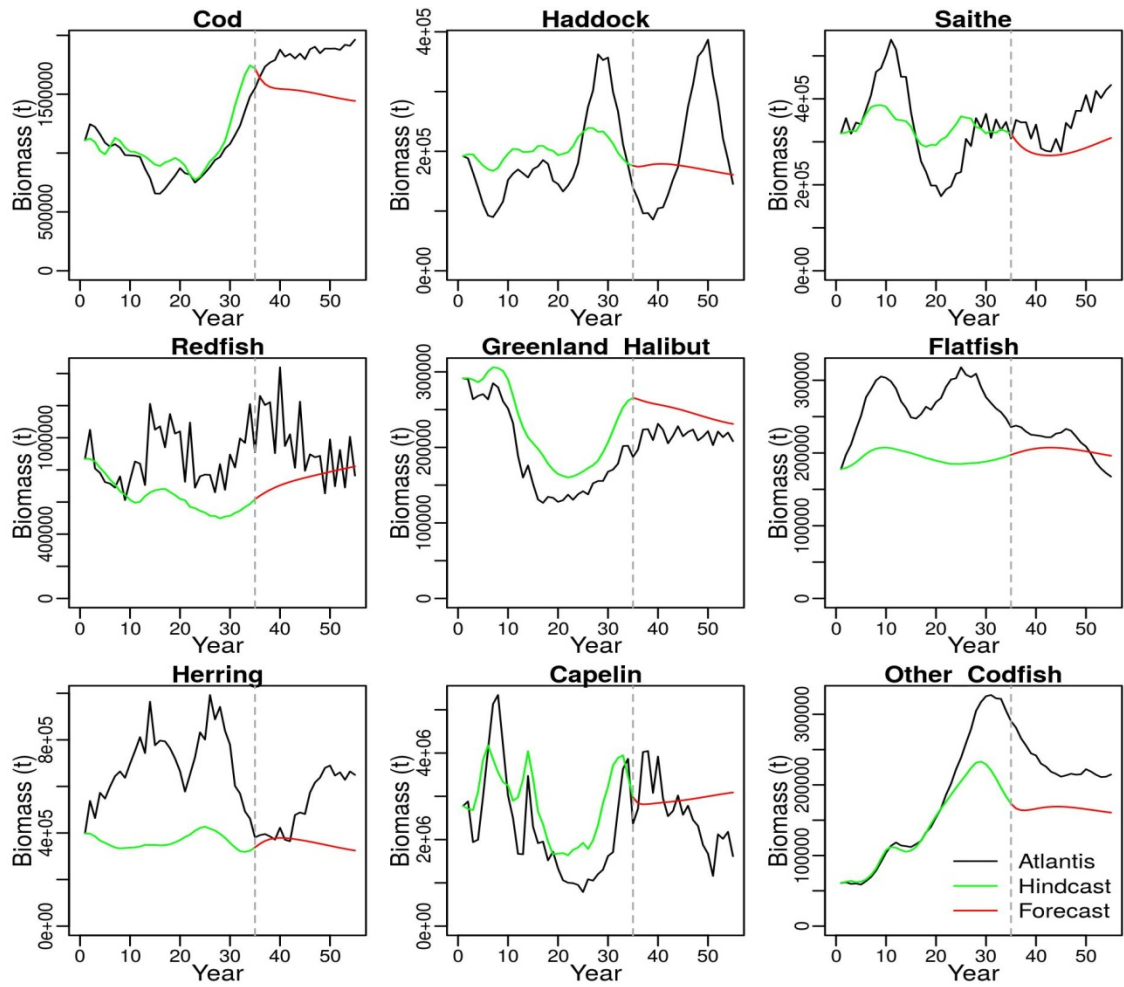 Cod
Biomass (t)
0 500000 1500000
0 10 20 30 40 50
Year
Haddock
Biomass (t)
0e+00 2e+05 4e+05
0 10 20 30 40 50
Year
Saithe
Biomass (t)
0e+00 2e+05 4e+05
0 10 20 30 40 50
Year
Redfish
Biomass (t)
0 400000 1000000
0 10 20 30 40 50
Year
Greenland Halibut
Biomass (t)
0 100000 200000 300000
0 10 20 30 40 50
Year
Flatfish
Biomass (t)
0 100000 200000 300000
0 10 20 30 40 50
Year
Herring
Biomass (t)
0e+00 4e+05 8e+05
0 10 20 30 40 50
Year
Capelin
Biomass (t)
0e+00 2e+06 4e+06
0 10 20 30 40 50
Year
Other Codfish
Biomass (t)
0 100000 200000 300000
Atlantis
Hindcast
Forecast
0 10 20 30 40 50
Year